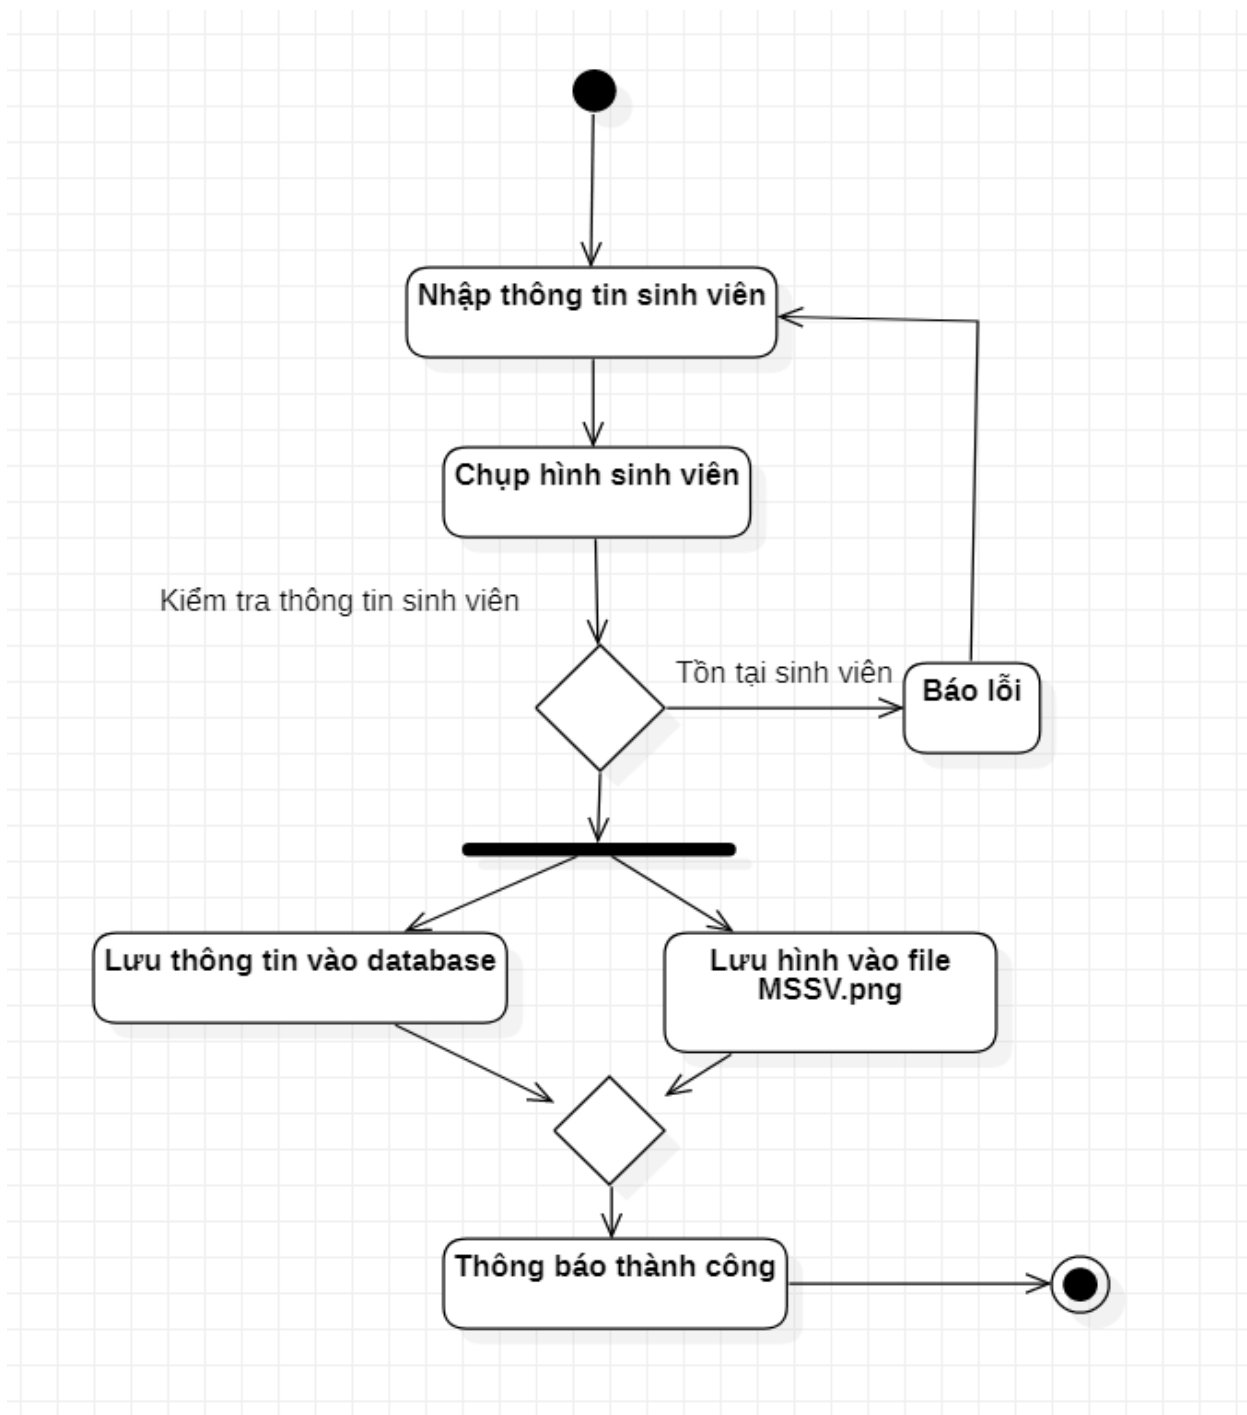 Nhập thông tin sinh viên
Chụp hình sinh viên
Kiểm tra thông tin sinh viên
Tồn tại sinh viên
Báo lỗi
Lưu thông tin vào database
Lưu hình vào file
MSSV.png
Thông báo thành công